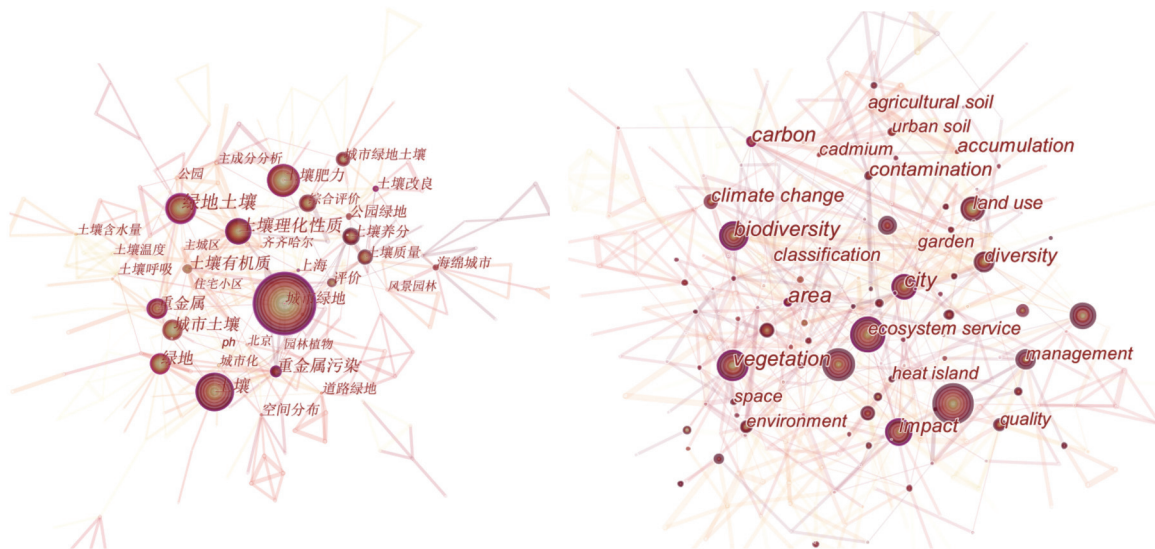 主成分分析
城市绿地土壤
公园
土壤肥力
土壤改良
绿地土壤
综合评价
公园绿地
土壤含水量
土壤理化性质
土壤养分
土壤温度
主城区
齐齐哈尔
土壤质量
土壤呼吸
土壤有机质
上海
海绵城市
住宅小区
评价
风景园林
重金属
城市绿地
城市土壤
ph
北京
园林植物
绿地
城市化
重金属污染
土壤
道路绿地
空间分布
agricultural soil
carbon
urban soil
cadmium
accumulation
contamination
climate change
land use
biodiversity
garden
classification
diversity
city
area
ecosystem service
vegetation
management
heat island
space
environment
impact
quality